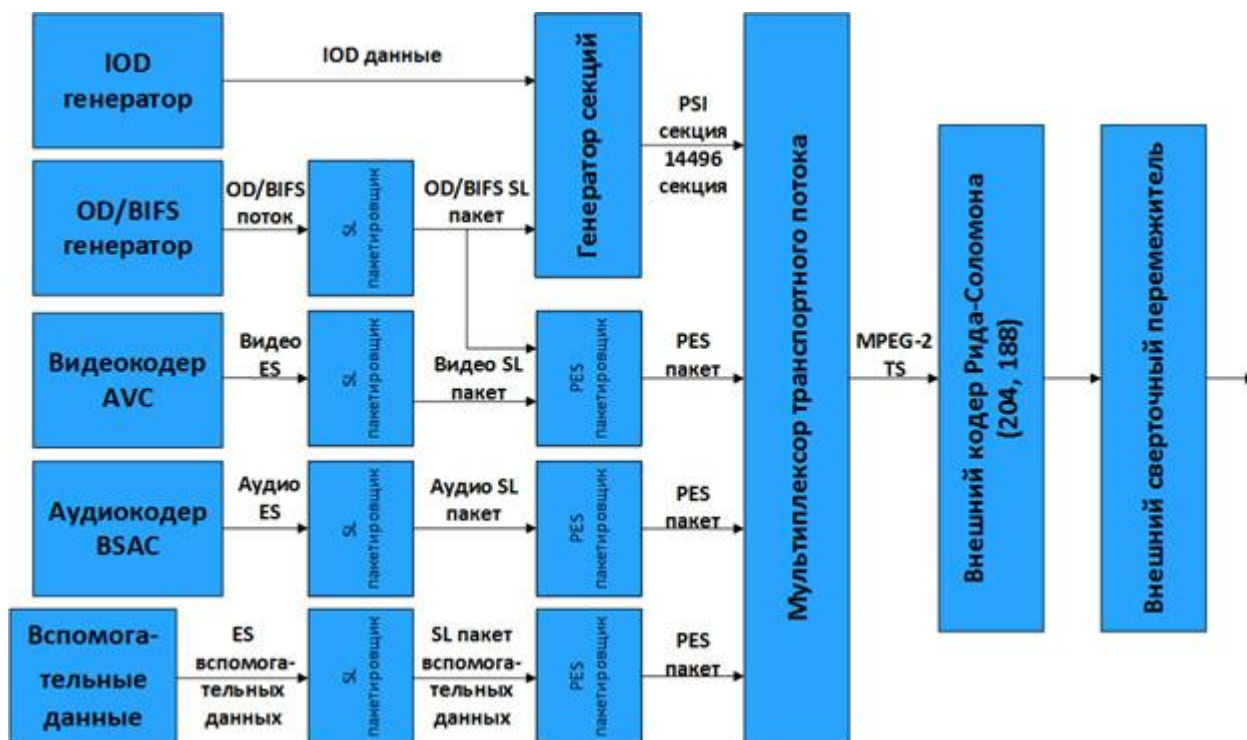 IOD
генератор
IOD данные
Генератор секций
PSI
секция
14496
секция
OD/BIFS
генератор
OD/BIFS
поток
SL
пакетировщик
OD/BIFS SL
пакет
Видеокодер
AVC
Видео
ES
SL
пакетировщик
Видео SL
пакет
PES
пакетировщик
PES
пакет
Аудиокодер
BSAC
Аудио
ES
SL
пакетировщик
Аудио SL
пакет
PES
пакетировщик
PES
пакет
Вспомога-
тельные
данные
ES
вспомога-
тельных
данных
SL
пакетировщик
SL пакет
вспомога-
тельных
данных
PES
пакетировщик
PES
пакет
Мультиплексор транспортного потока
MPEG-2
TS
Внешний кодер Рида-Соломона
(204, 188)
Внешний сверточный перемежитель